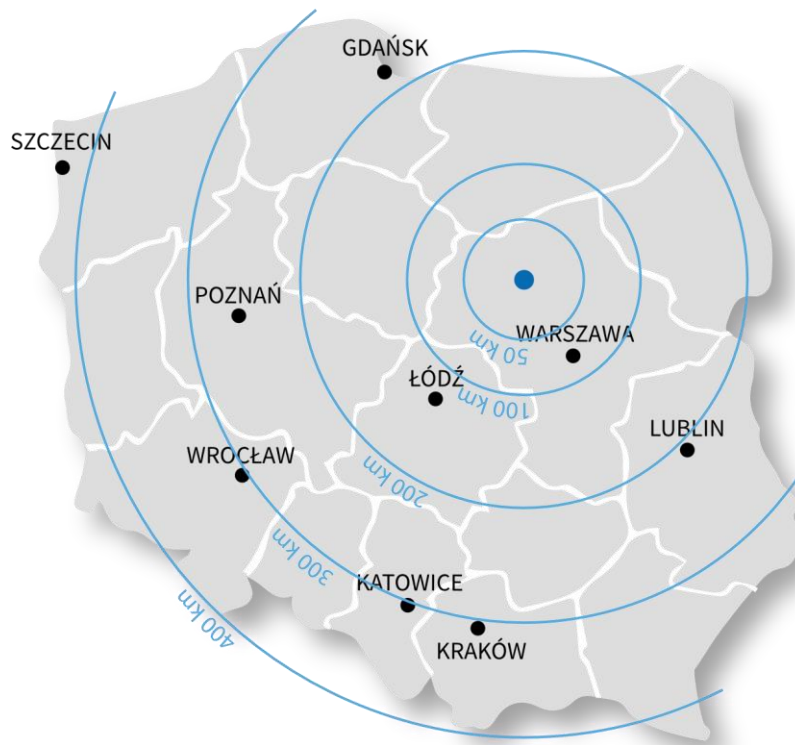 GDAŃSK
SZCZECIN
POZNAŃ
WARSZAWA
50 km
ŁÓDŹ
100 km
LUBLIN
WROCŁAW
200 km
300 km
KATOWICE
400 km
KRAKÓW